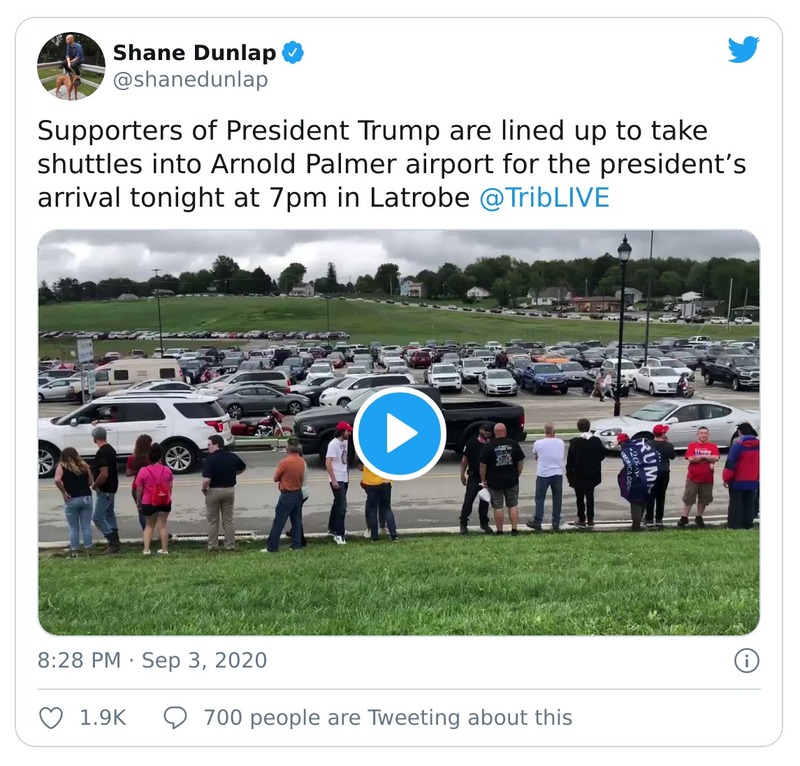 Shane Dunlap
@shanedunlap
Supporters of President Trump are lined up to take
shuttles into Arnold Palmer airport for the president’s
arrival tonight at 7pm in Latrobe @TribLIVE
TRUMP
Trump
8:28 PM · Sep 3, 2020
1.9K
700 people are Tweeting about this